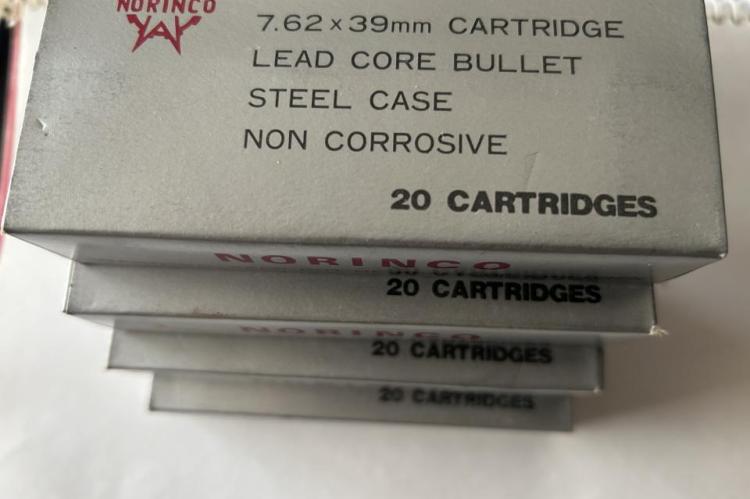 NORINCO
7.62 × 39mm CARTRIDGE
LEAD CORE BULLET
STEEL CASE
NON CORROSIVE
20 CARTRIDGES
NORINCO
20 CARTRIDGES
NORINCO
20 CARTRIDGES
20 CARTRIDGES